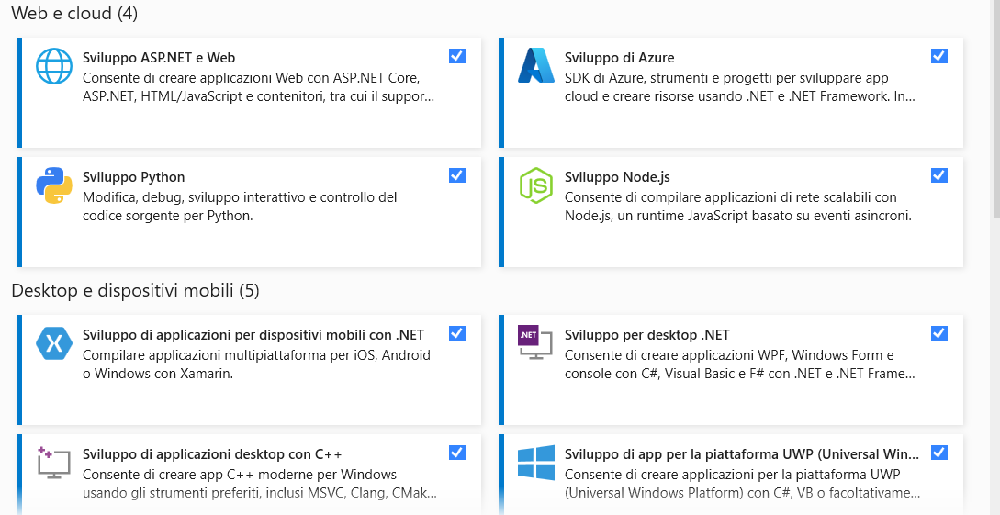 Web e cloud (4)
Sviluppo ASP.NET e Web
Consente di creare applicazioni Web con ASP.NET Core,
ASP.NET, HTML/JavaScript e contenitori, tra cui il suppor...
Sviluppo di Azure
SDK di Azure, strumenti e progetti per sviluppare app
cloud e creare risorse usando .NET e .NET Framework. In...
Sviluppo Python
Modifica, debug, sviluppo interattivo e controllo del
codice sorgente per Python.
JS
Sviluppo Node.js
Consente di compilare applicazioni di rete scalabili con
Node.js, un runtime JavaScript basato su eventi asincroni.
Desktop e dispositivi mobili (5)
Sviluppo di applicazioni per dispositivi mobili con .NET
Compilare applicazioni multipiattaforma per iOS, Android
o Windows con Xamarin.
.NET
Sviluppo per desktop .NET
Consente di creare applicazioni WPF, Windows Form e
console con C#, Visual Basic e F# con .NET e .NET Frame...
Sviluppo di applicazioni desktop con C++
Consente di creare app C++ moderne per Windows
usando gli strumenti preferiti, inclusi MSVC, Clang, CMak...
Sviluppo di app per la piattaforma UWP (Universal Win...
Consente di creare applicazioni per la piattaforma UWP
(Universal Windows Platform) con C#, VB o facoltativame...